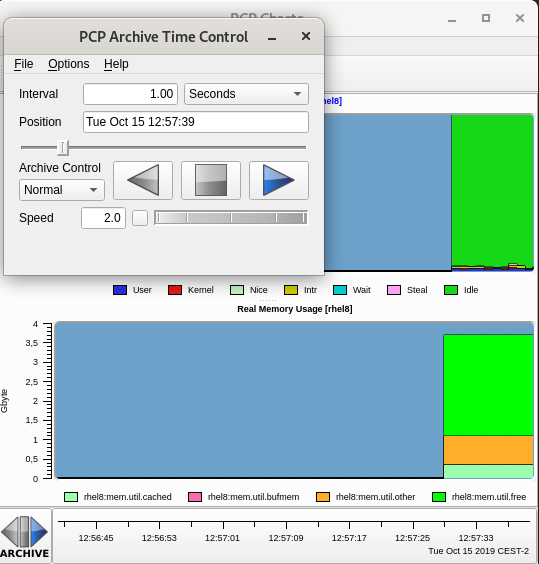 PCP Charts
PCP Archive Time Control
File Options Help
Interval 1.00 Seconds
Position Tue Oct 15 12:57:39
Archive Control
Normal
Speed 2.0
hel8]
User Kernel Nice Intr Wait Steal Idle
Real Memory Usage [rhel8]
Gbyte
4
3,5
3
2,5
2
1,5
1
0,5
0
rhel8:mem.util.cached rhel8:mem.util.bufmem rhel8:mem.util.other rhel8:mem.util.free
ARCHIVE
12:56:45 12:56:53 12:57:01 12:57:09 12:57:17 12:57:25 12:57:33
Tue Oct 15 2019 CEST-2